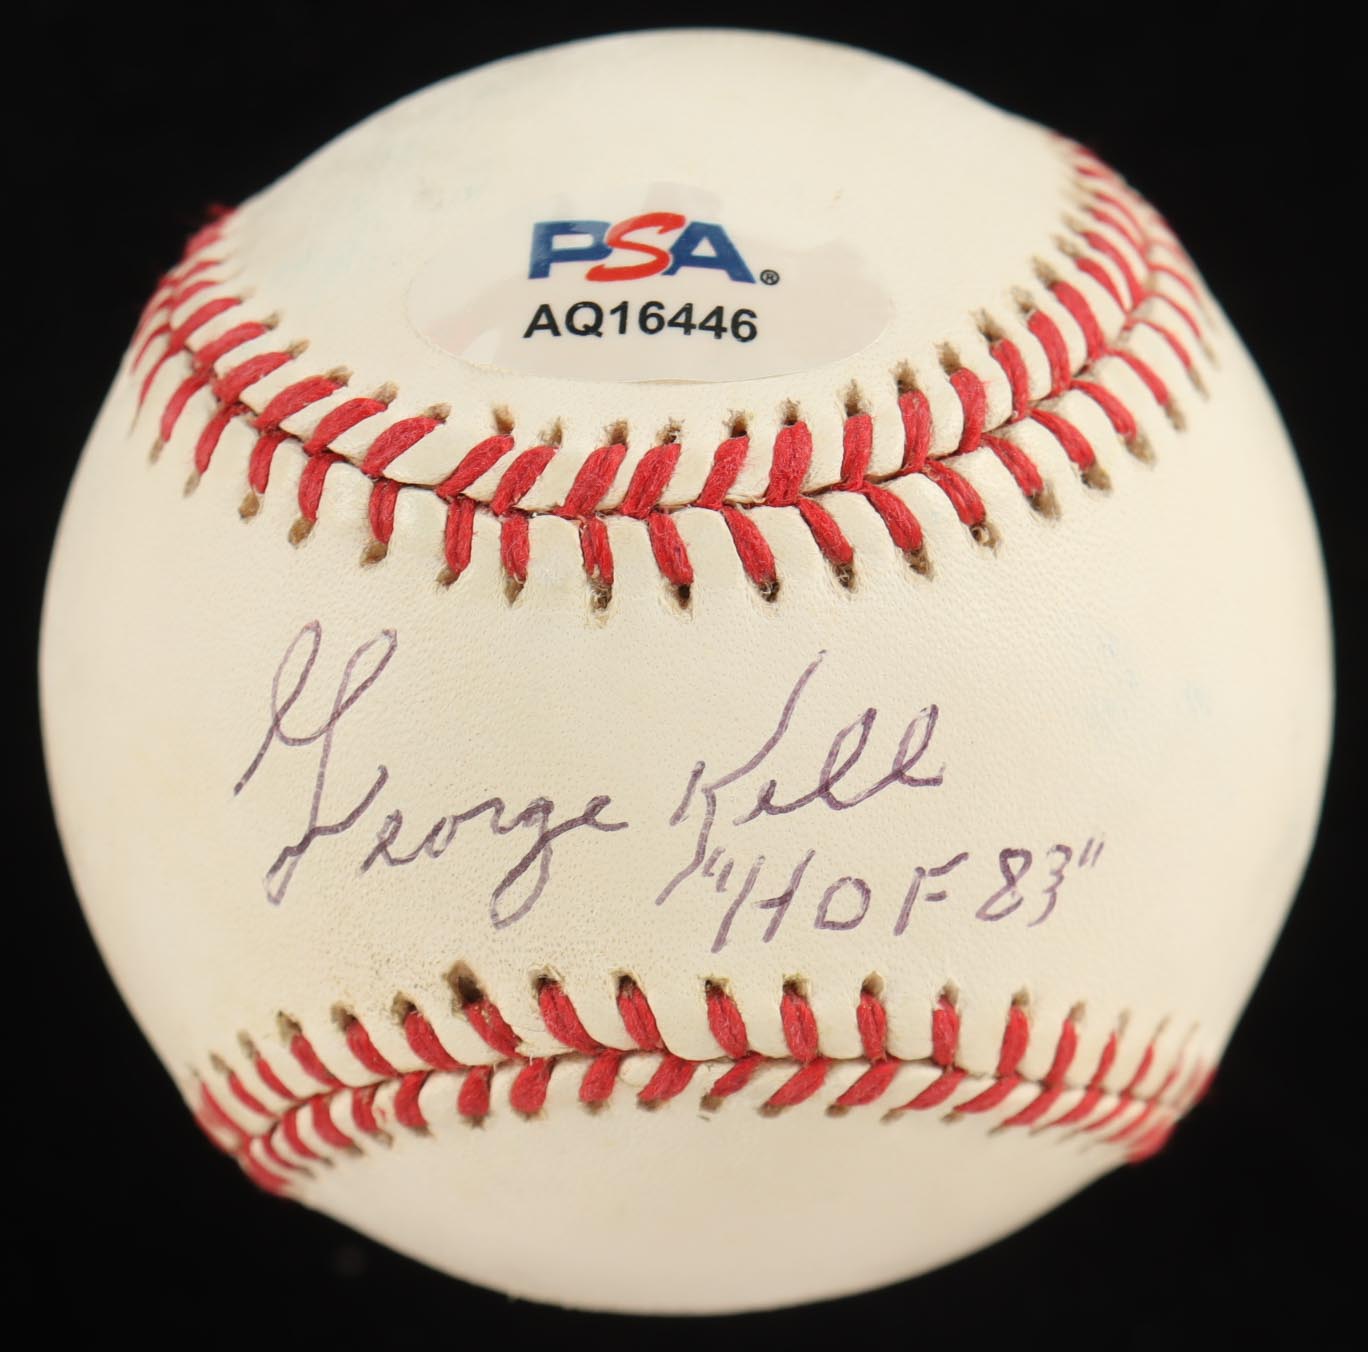 PSA®
AQ16446
George Kell
"HOF 83"